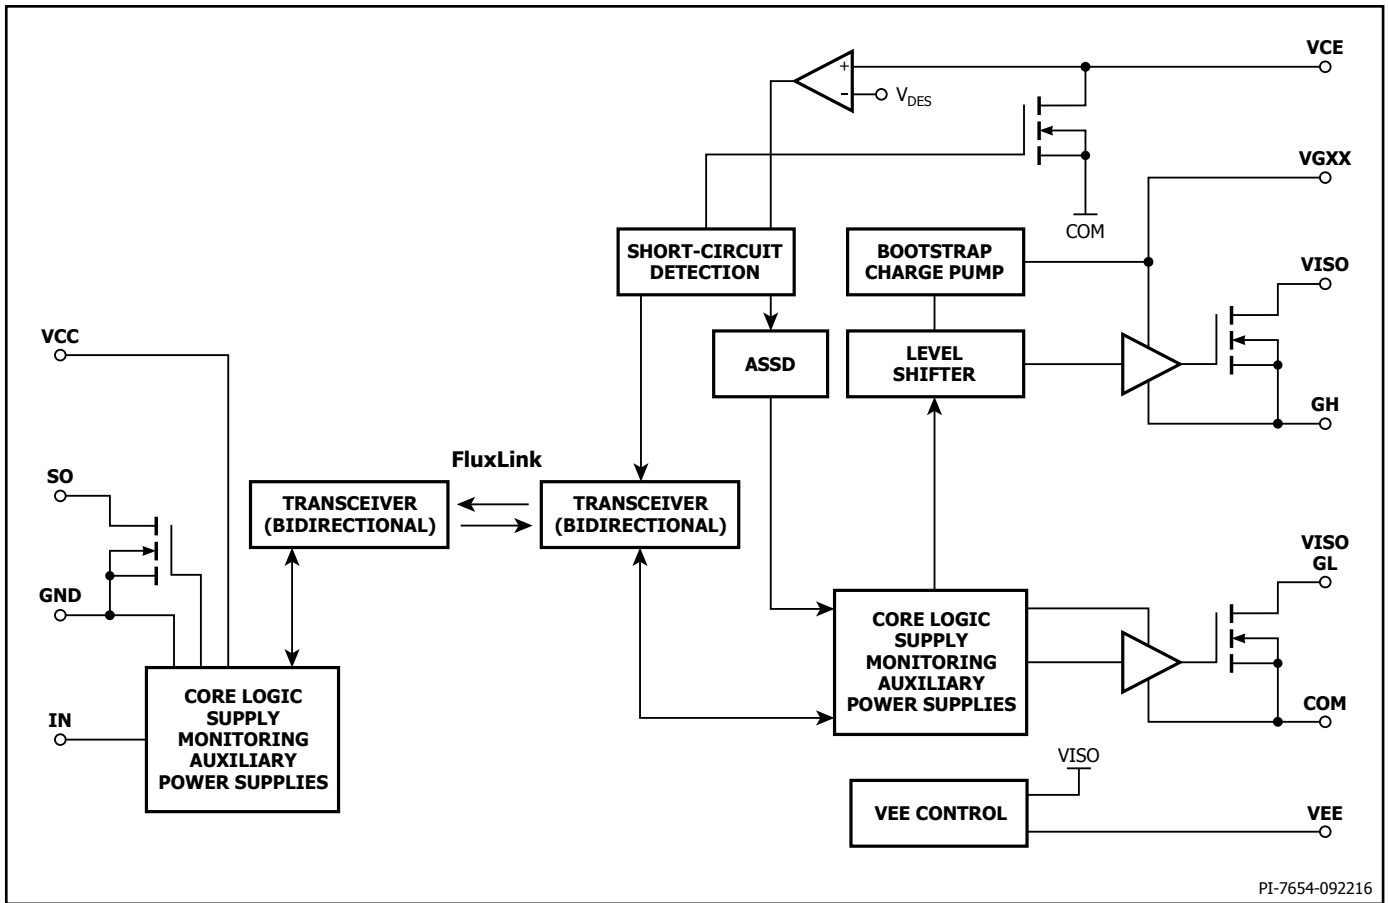 VCE
+
-
V_DES
VGXX
COM
SHORT-CIRCUIT
DETECTION
BOOTSTRAP
CHARGE PUMP
VISO
VCC
ASSD
LEVEL
SHIFTER
GH
FluxLink
SO
TRANSCEIVER
(BIDIRECTIONAL)
TRANSCEIVER
(BIDIRECTIONAL)
VISO
GL
GND
CORE LOGIC
SUPPLY
MONITORING
AUXILIARY
POWER SUPPLIES
CORE LOGIC
SUPPLY
MONITORING
AUXILIARY
POWER SUPPLIES
COM
IN
VISO
VEE CONTROL
VEE
PI-7654-092216